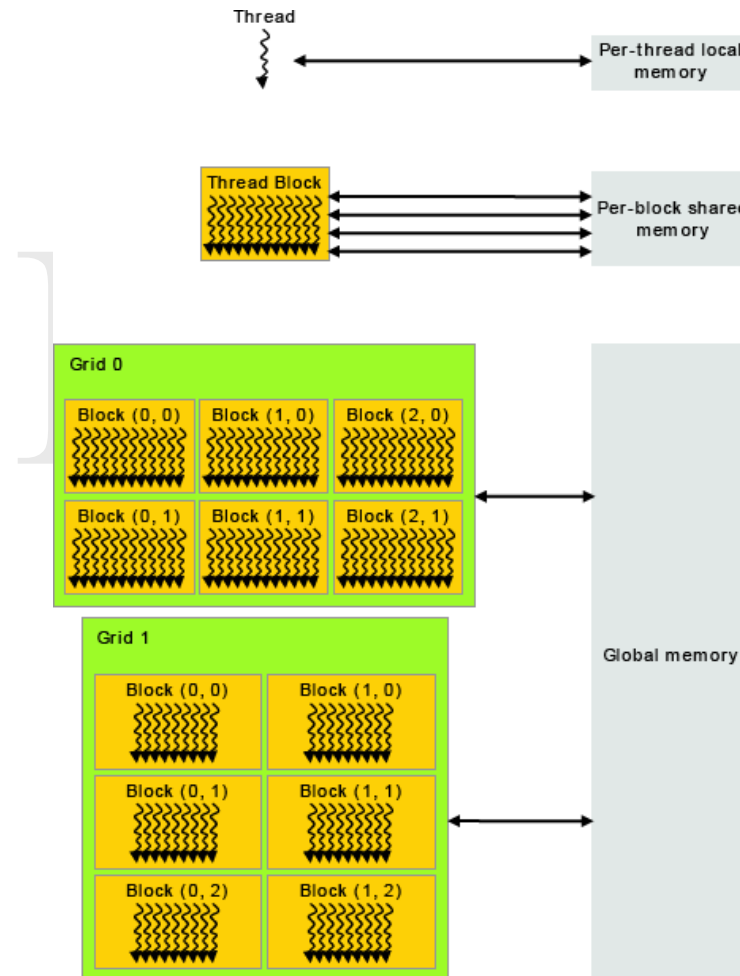 Thread
Per-thread local
memory
Thread Block
Per-block shared
memory
Grid 0
Block (0, 0) Block (1, 0) Block (2, 0)
Block (0, 1) Block (1, 1) Block (2, 1)
Global memory
Grid 1
Block (0, 0) Block (1, 0)
Block (0, 1) Block (1, 1)
Block (0, 2) Block (1, 2)